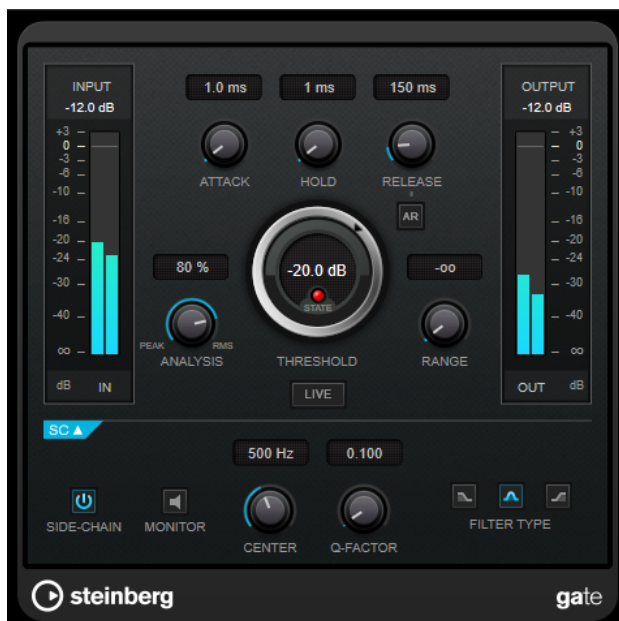 INPUT
-12.0 dB
+3
0
-3
-6
-10
-16
-20
-24
-30
-40
∞
dB IN
1.0 ms
1 ms
150 ms
ATTACK
HOLD
RELEASE
AR
80 %
-20.0 dB
-∞
STATE
PEAK
RMS
ANALYSIS
THRESHOLD
RANGE
LIVE
OUTPUT
-12.0 dB
+3
0
-3
-6
-10
-16
-20
-24
-30
-40
∞
OUT dB
SC
500 Hz
0.100
SIDE-CHAIN
MONITOR
CENTER
Q-FACTOR
FILTER TYPE
steinberg
gate